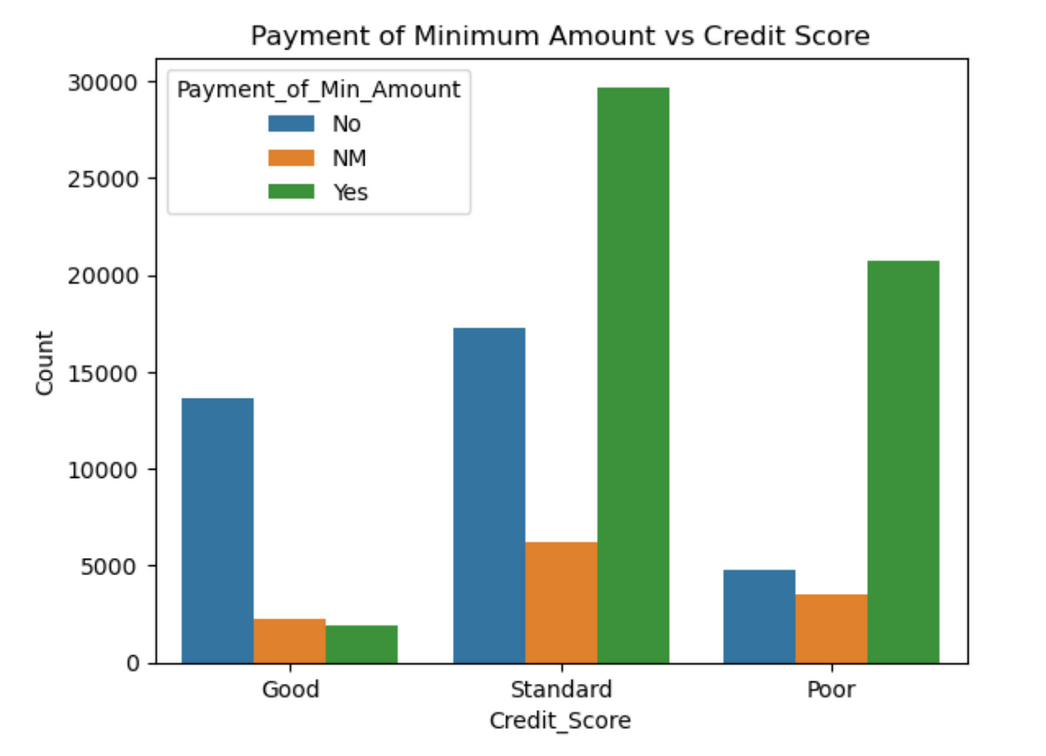 Payment of Minimum Amount vs Credit Score
Payment_of_Min_Amount
No
NM
Yes
30000
25000
20000
15000
10000
5000
0
Count
Good Standard Poor
Credit_Score